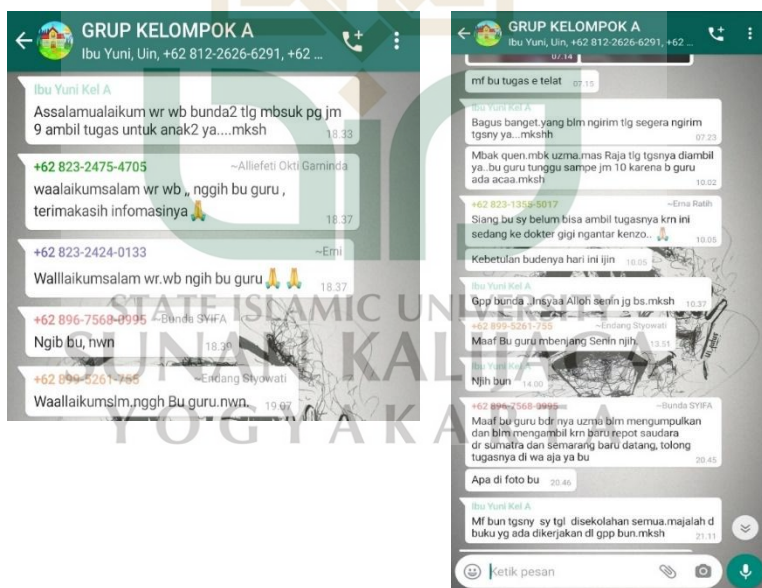 GRUP KELOMPOK A
Ibu Yuni, Uin, +62 812-2626-6291, +62 ...
Ibu Yuni Kel A
Assalamualaikum wr wb bunda2 tlg mbsuk pg jm
9 ambil tugas untuk anak2 ya....mksh
18.33
+62 823-2475-4705 ~Alliefeti Okti Garninda
waalaikumsalam wr wb ,, nggih bu guru ,
terimakasih infomasinya 🙏
18.37
+62 823-2424-0133 ~Erni
Walllaikumsalam wr.wb ngih bu guru 🙏 🙏
18.37
+62 896-7568-0995 ~Bunda SYIFA
Ngib bu, nwn
18.39
+62 899-5261-755 ~Endang Styowati
Waallaikumslm,nggh Bu guru.nwn.
19.07
GRUP KELOMPOK A
Ibu Yuni, Uin, +62 812-2626-6291, +62 ...
07.14
mf bu tugas e telat 07.15
Ibu Yuni Kel A
Bagus banget.yang blm ngirim tlg segera ngirim
tgsny ya...mkshh
07.23
Mbak quen.mbk uzma.mas Raja tlg tgsnya diambil
ya..bu guru tunggu sampe jm 10 karena b guru
ada acaa.mksh
10.02
+62 823-1355-5017 ~Erna Ratih
Siang bu sy belum bisa ambil tugasnya krn ini
sedang ke dokter gigi ngantar kenzo.. 🙏
10.05
Kebetulan budenya hari ini ijin 10.05
Ibu Yuni Kel A
Gpp bunda ..Insyaa Alloh senin jg bs.mksh 10.37
+62 899-5261-755 ~Endang Styowati
Maaf Bu guru mbenjang Senin njih. 13.51
Ibu Yuni Kel A
Njih bun 14.00
+62 896-7568-0995 ~Bunda SYIFA
Maaf bu guru bdr nya uzma blm mengumpulkan
dan blm mengambil krn baru repot saudara
dr sumatra dan semarang baru datang, tolong
tugasnya di wa aja ya bu
20.45
Apa di foto bu 20.46
Ibu Yuni Kel A
Mf bun tgsny sy tgl disekolahan semua.majalah d
buku yg ada dikerjakan dl gpp bun.mksh
21.11
Ketik pesan
STATE ISLAMIC UNIVERSITY
SUNAN KALIJAGA
YOGYAKARTA